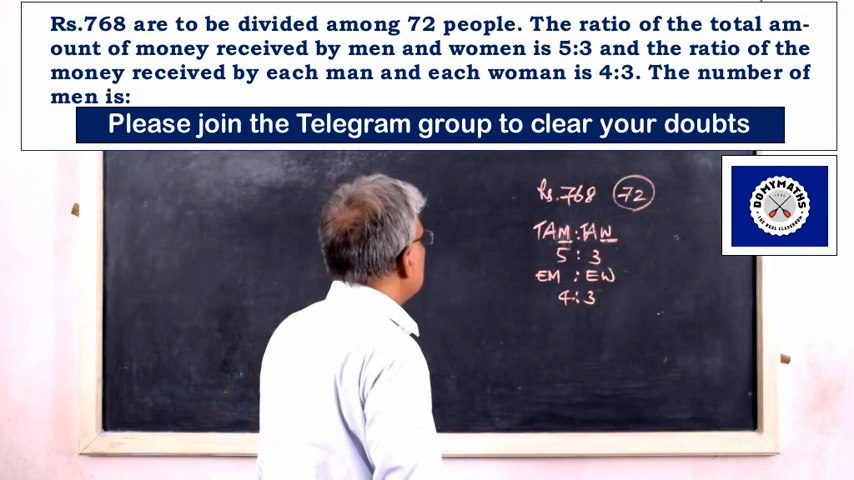 Rs.768 are to be divided among 72 people. The ratio of the total am-
ount of money received by men and women is 5:3 and the ratio of the
money received by each man and each woman is 4:3. The number of
men is:
Please join the Telegram group to clear your doubts
Rs.768 72
TAM:TAW
5:3
EM : EW
4:3
DOMYMATHS
THE REAL CLASSROOM